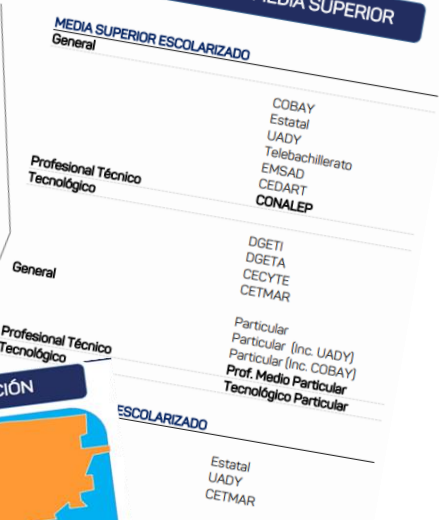 MEDIA SUPERIOR
MEDIA SUPERIOR ESCOLARIZADO
General
COBAY
Estatal
UADY
Telebachillerato
EMSAD
CEDART
Profesional Técnico
CONALEP
Tecnológico
DGETI
DGETA
CECYTE
CETMAR
General
Particular
Particular (Inc. UADY)
Particular (Inc. COBAY)
Profesional Técnico
Prof. Medio Particular
Tecnológico
Tecnológico Particular
CIÓN
ESCOLARIZADO
Estatal
UADY
CETMAR